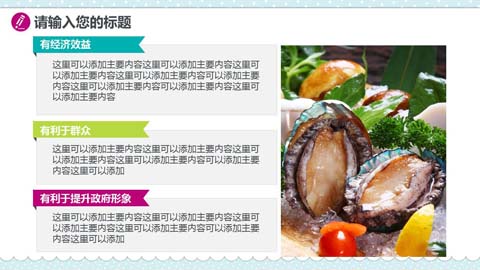 请输入您的标题
有经济效益
这里可以添加主要内容这里可以添加主要内容这里可
以添加主要内容这里可以添加主要内容可以添加主要
内容这里可以添加主要内容可以添加主要内容这里可
以添加主要内容
有利于群众
这里可以添加主要内容这里可以添加主要内容这里可
以添加主要内容这里可以添加主要内容可以添加主要
内容这里可以添加
有利于提升政府形象
这里可以添加主要内容这里可以添加主要内容这里可
以添加主要内容这里可以添加主要内容可以添加主要
内容这里可以添加